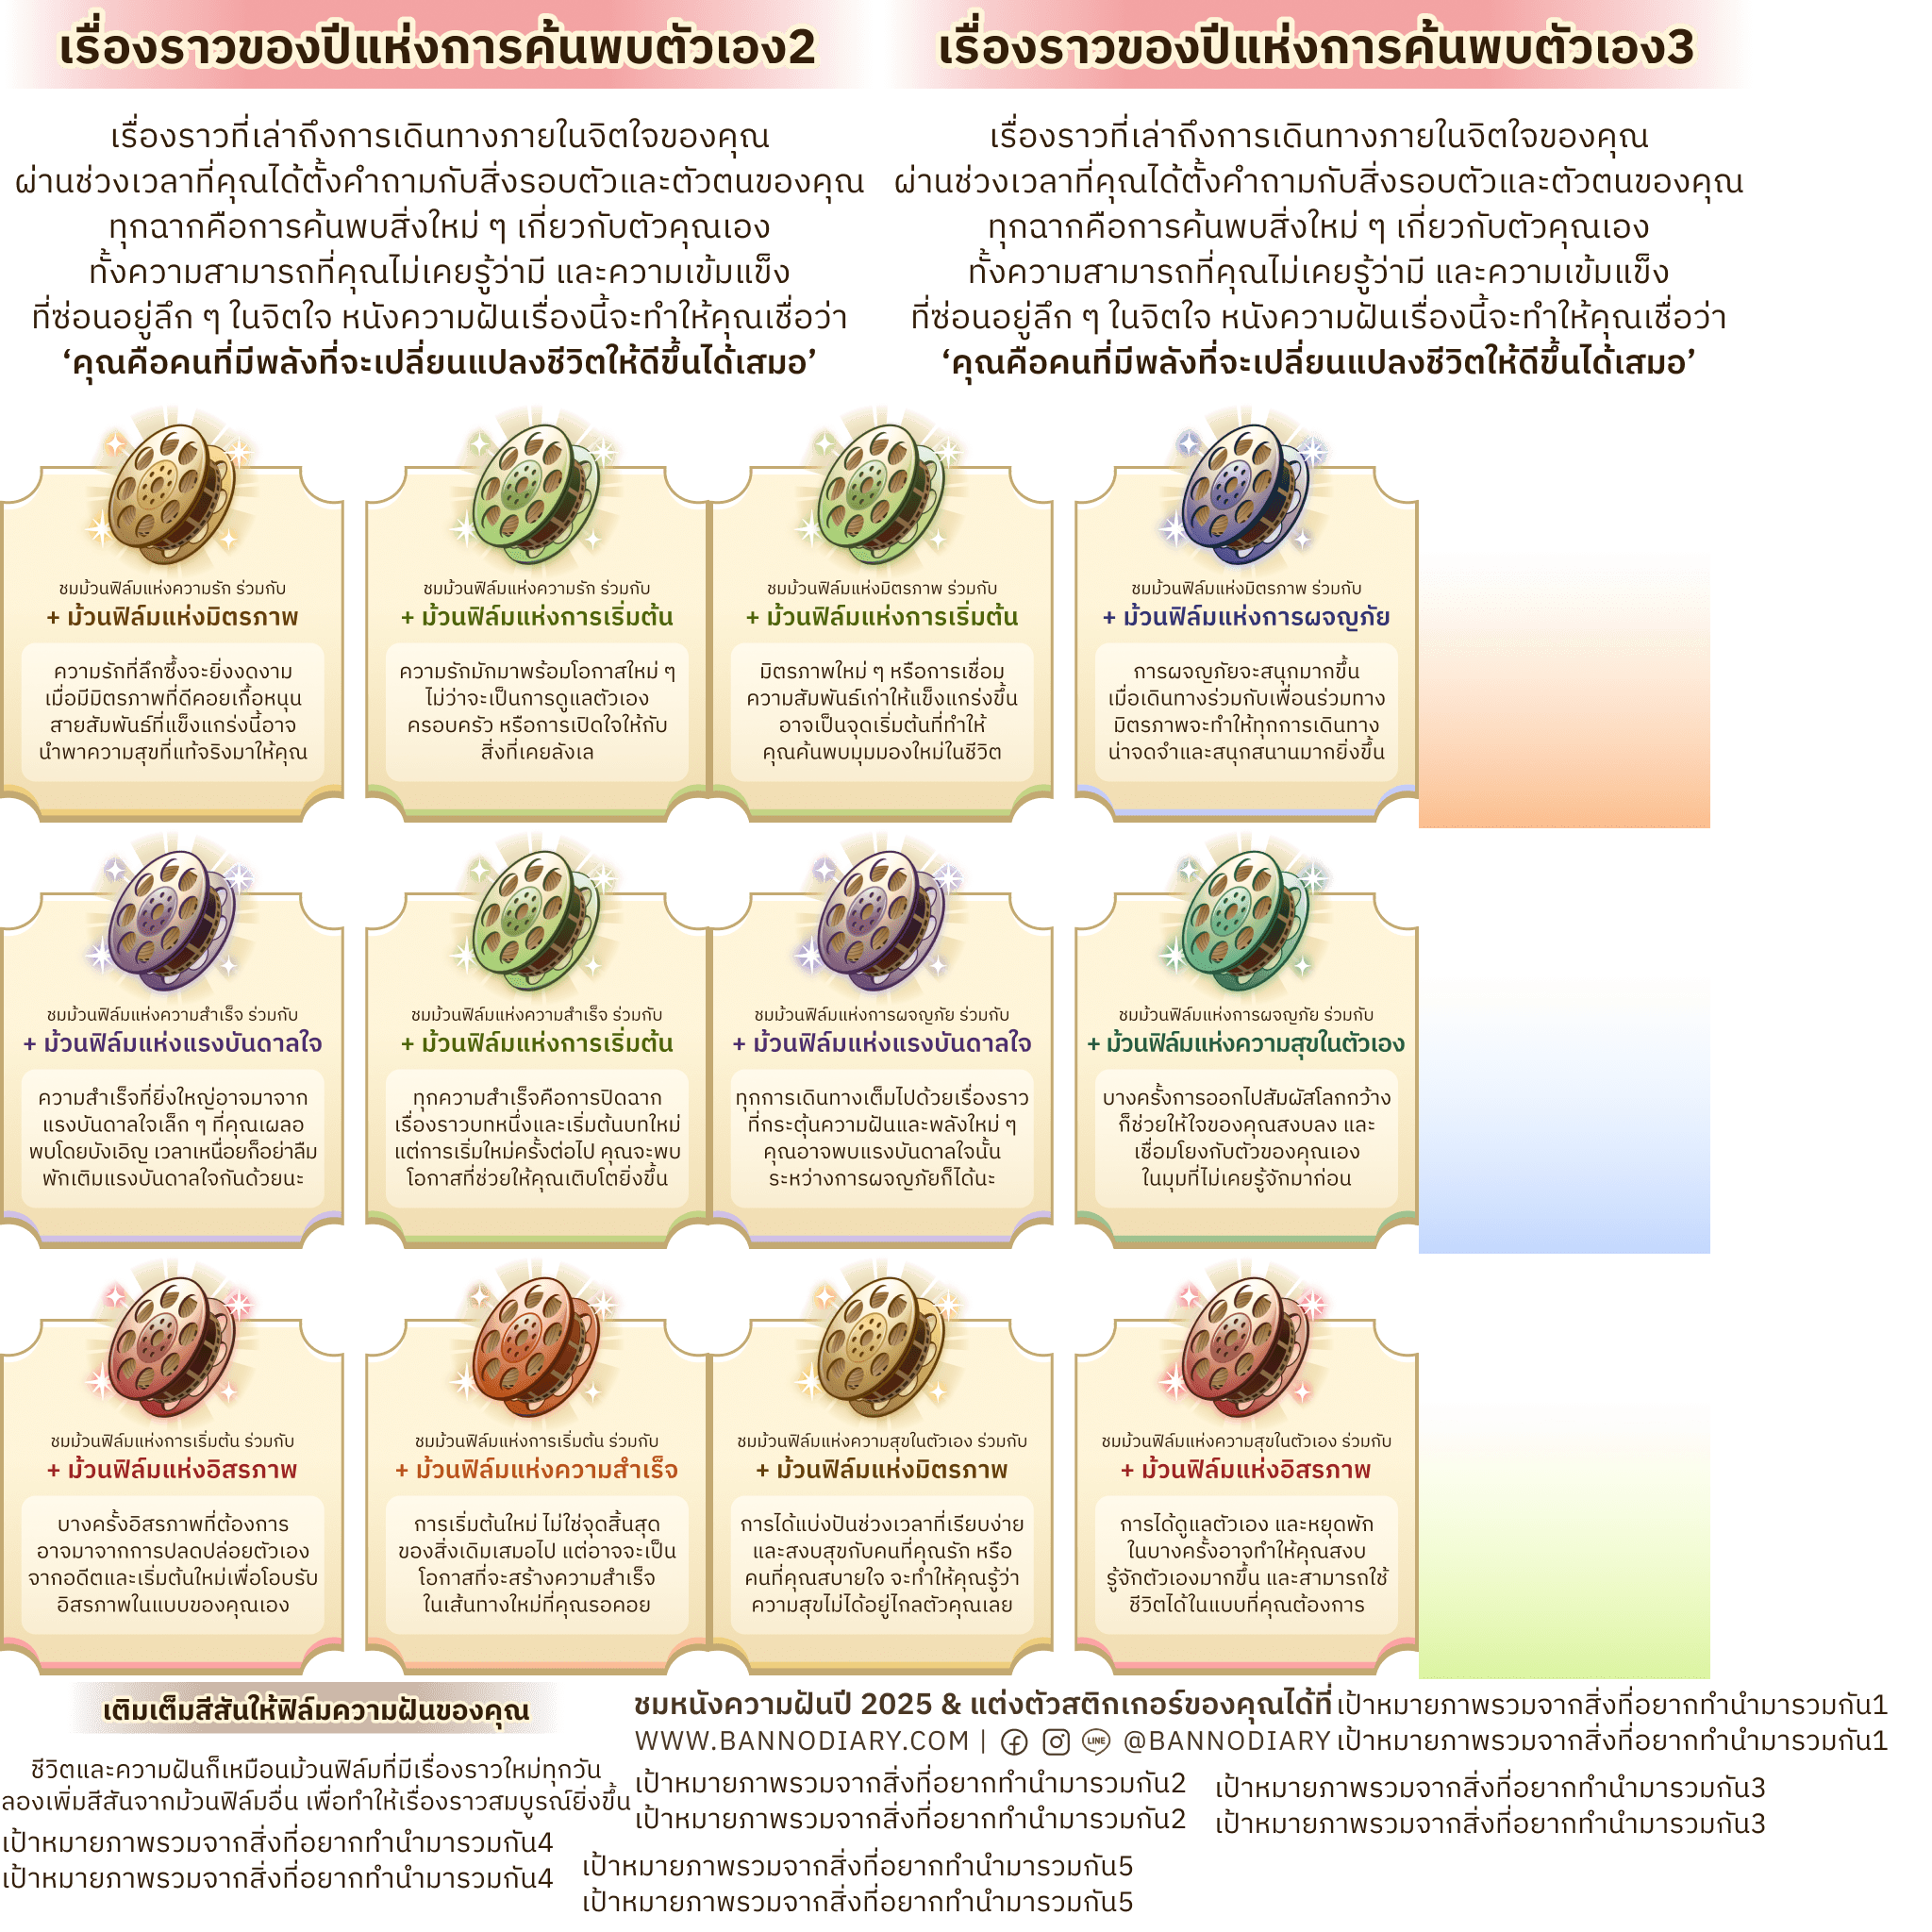 เรื่องราวของปีแห่งการค้นพบตัวเอง2
เรื่องราวที่เล่าถึงการเดินทางภายในจิตใจของคุณ
ผ่านช่วงเวลาที่คุณได้ตั้งคำถามกับสิ่งรอบตัวและตัวตนของคุณ
ทุกฉากคือการค้นพบสิ่งใหม่ ๆ เกี่ยวกับตัวคุณเอง
ทั้งความสามารถที่คุณไม่เคยรู้ว่ามี และความเข้มแข็ง
ที่ซ่อนอยู่ลึก ๆ ในจิตใจ หนังความฝันเรื่องนี้จะทำให้คุณเชื่อว่า
‘คุณคือคนที่มีพลังที่จะเปลี่ยนแปลงชีวิตให้ดีขึ้นได้เสมอ’
เรื่องราวของปีแห่งการค้นพบตัวเอง3
เรื่องราวที่เล่าถึงการเดินทางภายในจิตใจของคุณ
ผ่านช่วงเวลาที่คุณได้ตั้งคำถามกับสิ่งรอบตัวและตัวตนของคุณ
ทุกฉากคือการค้นพบสิ่งใหม่ ๆ เกี่ยวกับตัวคุณเอง
ทั้งความสามารถที่คุณไม่เคยรู้ว่ามี และความเข้มแข็ง
ที่ซ่อนอยู่ลึก ๆ ในจิตใจ หนังความฝันเรื่องนี้จะทำให้คุณเชื่อว่า
‘คุณคือคนที่มีพลังที่จะเปลี่ยนแปลงชีวิตให้ดีขึ้นได้เสมอ’
ชมม้วนฟิล์มแห่งความรัก ร่วมกับ
+ ม้วนฟิล์มแห่งมิตรภาพ
ความรักที่ลึกซึ้งจะยิ่งงดงาม
เมื่อมีมิตรภาพที่ดีคอยเกื้อหนุน
สายสัมพันธ์ที่แข็งแกร่งนี้อาจ
นำพาความสุขที่แท้จริงมาให้คุณ
ชมม้วนฟิล์มแห่งความรัก ร่วมกับ
+ ม้วนฟิล์มแห่งการเริ่มต้น
ความรักมักมาพร้อมโอกาสใหม่ ๆ
ไม่ว่าจะเป็นการดูแลตัวเอง
ครอบครัว หรือการเปิดใจให้กับ
สิ่งที่เคยลังเล
ชมม้วนฟิล์มแห่งมิตรภาพ ร่วมกับ
+ ม้วนฟิล์มแห่งการเริ่มต้น
มิตรภาพใหม่ ๆ หรือการเชื่อม
ความสัมพันธ์เก่าให้แข็งแกร่งขึ้น
อาจเป็นจุดเริ่มต้นที่ทำให้
คุณค้นพบมุมมองใหม่ในชีวิต
ชมม้วนฟิล์มแห่งมิตรภาพ ร่วมกับ
+ ม้วนฟิล์มแห่งการผจญภัย
การผจญภัยจะสนุกมากขึ้น
เมื่อเดินทางร่วมกับเพื่อนร่วมทาง
มิตรภาพจะทำให้ทุกการเดินทาง
น่าจดจำและสนุกสนานมากยิ่งขึ้น
ชมม้วนฟิล์มแห่งความสำเร็จ ร่วมกับ
+ ม้วนฟิล์มแห่งแรงบันดาลใจ
ความสำเร็จที่ยิ่งใหญ่อาจมาจาก
แรงบันดาลใจเล็ก ๆ ที่คุณเผลอ
พบโดยบังเอิญ เวลาเหนื่อยก็อย่าลืม
พักเติมแรงบันดาลใจกันด้วยนะ
ชมม้วนฟิล์มแห่งความสำเร็จ ร่วมกับ
+ ม้วนฟิล์มแห่งการเริ่มต้น
ทุกความสำเร็จคือการปิดฉาก
เรื่องราวบทหนึ่งและเริ่มต้นบทใหม่
แต่การเริ่มใหม่ครั้งต่อไป คุณจะพบ
โอกาสที่ช่วยให้คุณเติบโตยิ่งขึ้น
ชมม้วนฟิล์มแห่งการผจญภัย ร่วมกับ
+ ม้วนฟิล์มแห่งแรงบันดาลใจ
ทุกการเดินทางเต็มไปด้วยเรื่องราว
ที่กระตุ้นความฝันและพลังใหม่ ๆ
คุณอาจพบแรงบันดาลใจนั้น
ระหว่างการผจญภัยก็ได้นะ
ชมม้วนฟิล์มแห่งการผจญภัย ร่วมกับ
+ ม้วนฟิล์มแห่งความสุขในตัวเอง
บางครั้งการออกไปสัมผัสโลกกว้าง
ก็ช่วยให้ใจของคุณสงบลง และ
เชื่อมโยงกับตัวของคุณเอง
ในมุมที่ไม่เคยรู้จักมาก่อน
ชมม้วนฟิล์มแห่งการเริ่มต้น ร่วมกับ
+ ม้วนฟิล์มแห่งอิสรภาพ
บางครั้งอิสรภาพที่ต้องการ
อาจมาจากการปลดปล่อยตัวเอง
จากอดีตและเริ่มต้นใหม่เพื่อโอบรับ
อิสรภาพในแบบของคุณเอง
ชมม้วนฟิล์มแห่งการเริ่มต้น ร่วมกับ
+ ม้วนฟิล์มแห่งความสำเร็จ
การเริ่มต้นใหม่ ไม่ใช่จุดสิ้นสุด
ของสิ่งเดิมเสมอไป แต่อาจจะเป็น
โอกาสที่จะสร้างความสำเร็จ
ในเส้นทางใหม่ที่คุณรอคอย
ชมม้วนฟิล์มแห่งความสุขในตัวเอง ร่วมกับ
+ ม้วนฟิล์มแห่งมิตรภาพ
การได้แบ่งปันช่วงเวลาที่เรียบง่าย
และสงบสุขกับคนที่คุณรัก หรือ
คนที่คุณสบายใจ จะทำให้คุณรู้ว่า
ความสุขไม่ได้อยู่ไกลตัวคุณเลย
ชมม้วนฟิล์มแห่งความสุขในตัวเอง ร่วมกับ
+ ม้วนฟิล์มแห่งอิสรภาพ
การได้ดูแลตัวเอง และหยุดพัก
ในบางครั้งอาจทำให้คุณสงบ
รู้จักตัวเองมากขึ้น และสามารถใช้
ชีวิตได้ในแบบที่คุณต้องการ
เติมเต็มสีสันให้ฟิล์มความฝันของคุณ
ชีวิตและความฝันก็เหมือนม้วนฟิล์มที่มีเรื่องราวใหม่ทุกวัน
ลองเพิ่มสีสันจากม้วนฟิล์มอื่น เพื่อทำให้เรื่องราวสมบูรณ์ยิ่งขึ้น
ชมหนังความฝันปี 2025 & แต่งตัวสติกเกอร์ของคุณได้ที่
WWW.BANNODIARY.COM | LINE @BANNODIARY
เป้าหมายภาพรวมจากสิ่งที่อยากทำนำมารวมกัน1
เป้าหมายภาพรวมจากสิ่งที่อยากทำนำมารวมกัน1
เป้าหมายภาพรวมจากสิ่งที่อยากทำนำมารวมกัน2
เป้าหมายภาพรวมจากสิ่งที่อยากทำนำมารวมกัน2
เป้าหมายภาพรวมจากสิ่งที่อยากทำนำมารวมกัน3
เป้าหมายภาพรวมจากสิ่งที่อยากทำนำมารวมกัน3
เป้าหมายภาพรวมจากสิ่งที่อยากทำนำมารวมกัน4
เป้าหมายภาพรวมจากสิ่งที่อยากทำนำมารวมกัน4
เป้าหมายภาพรวมจากสิ่งที่อยากทำนำมารวมกัน5
เป้าหมายภาพรวมจากสิ่งที่อยากทำนำมารวมกัน5